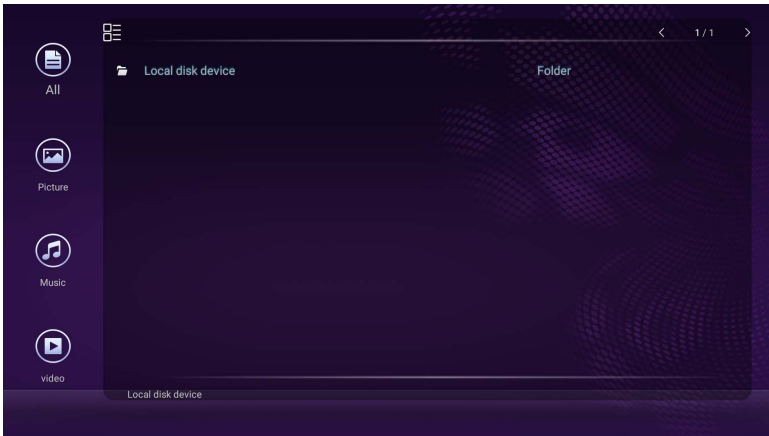 1 / 1
All
Local disk device Folder
Picture
Music
video
Local disk device